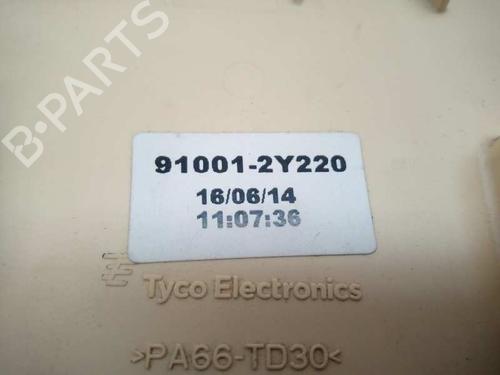 B-PARTS
91001-2Y220
16/06/14
11:07:36
Tyco Electronics
>PA66-TD30<